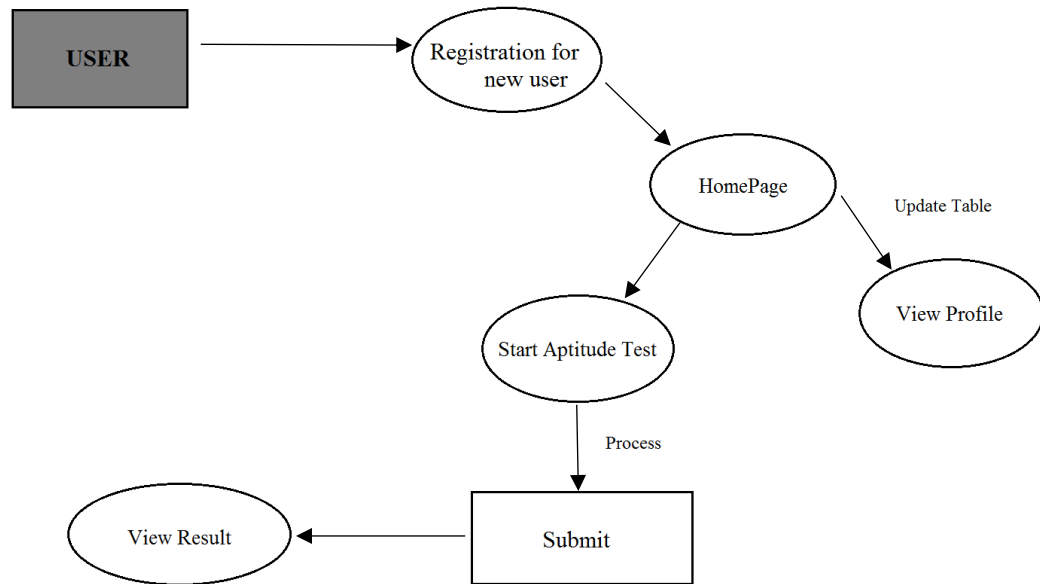 USER
Registration for
new user
HomePage
Update Table
View Profile
Start Aptitude Test
Process
Submit
View Result